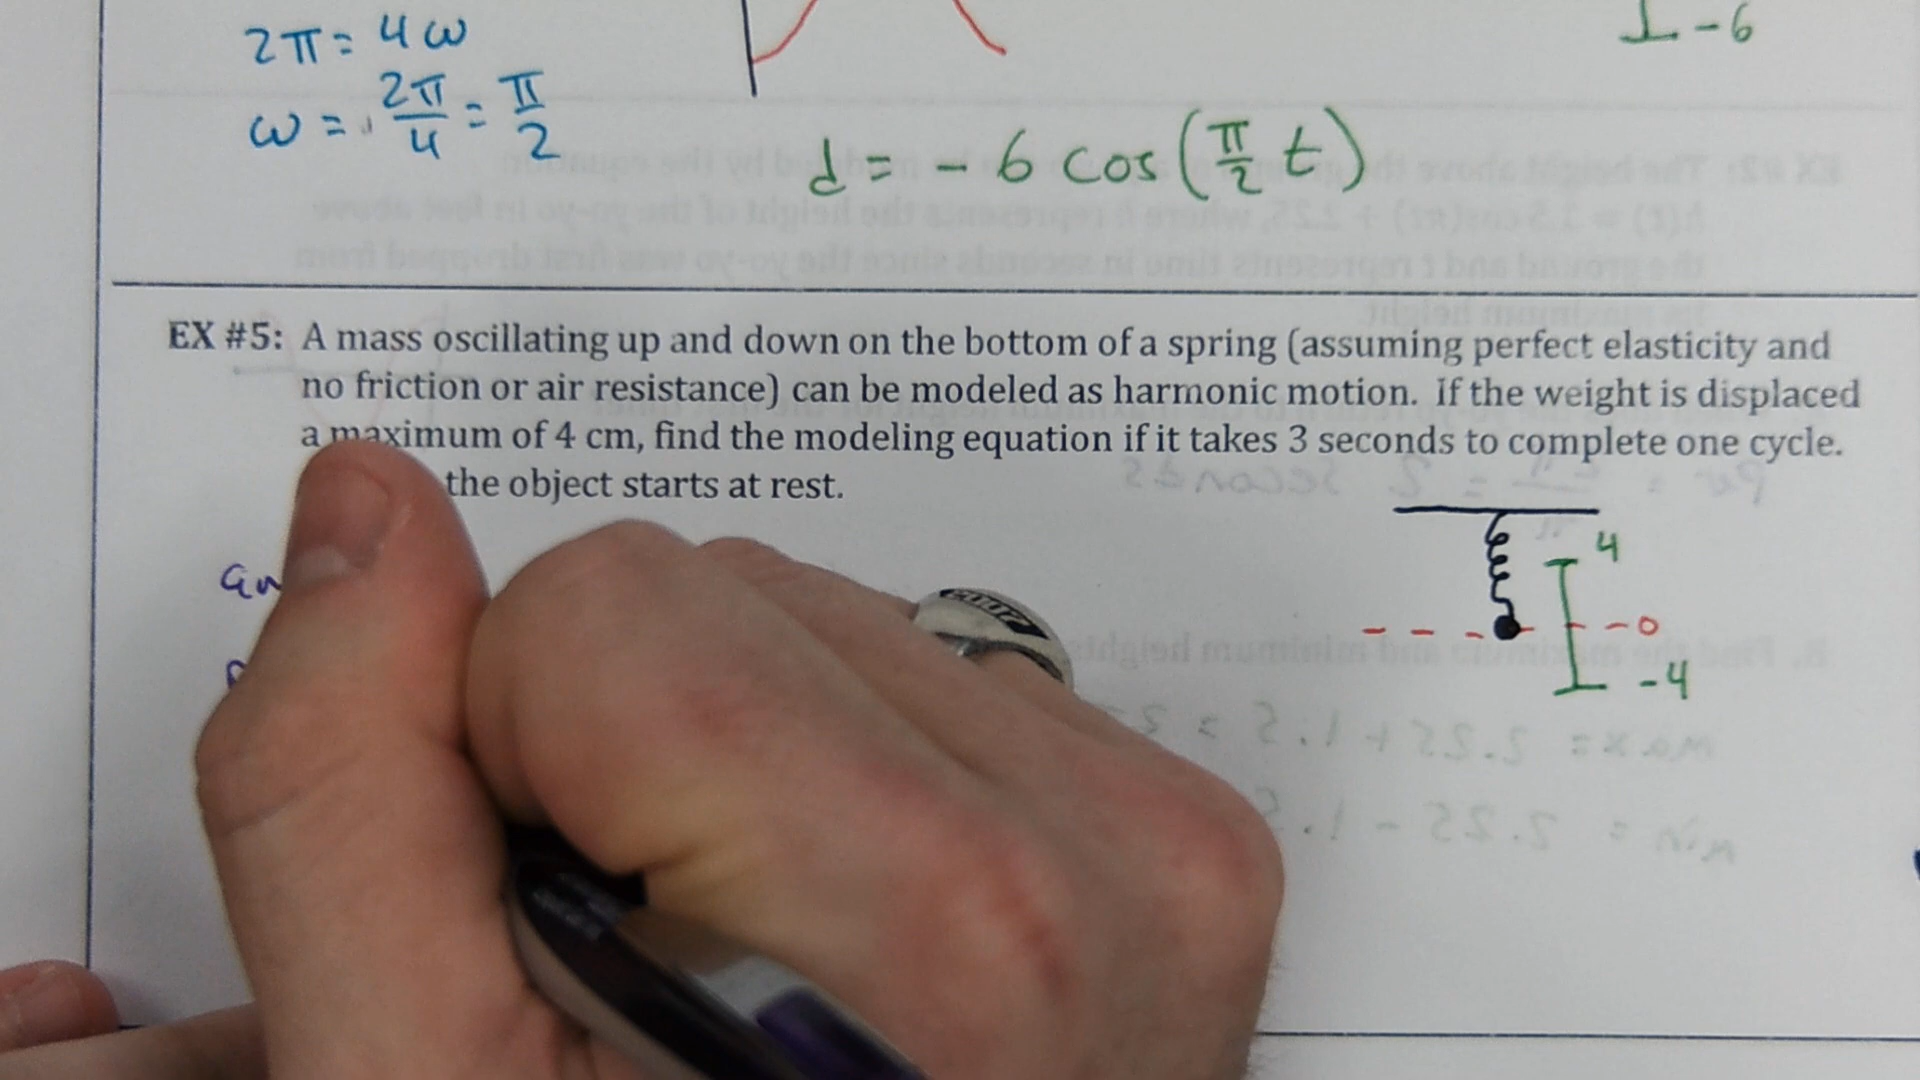 2π = 4ω
ω = 2π/4 = π/2
-6
d = - 6 cos(π/2 t)
EX #5: A mass oscillating up and down on the bottom of a spring (assuming perfect elasticity and
no friction or air resistance) can be modeled as harmonic motion. If the weight is displaced
a maximum of 4 cm, find the modeling equation if it takes 3 seconds to complete one cycle.
the object starts at rest.
4
0
-4